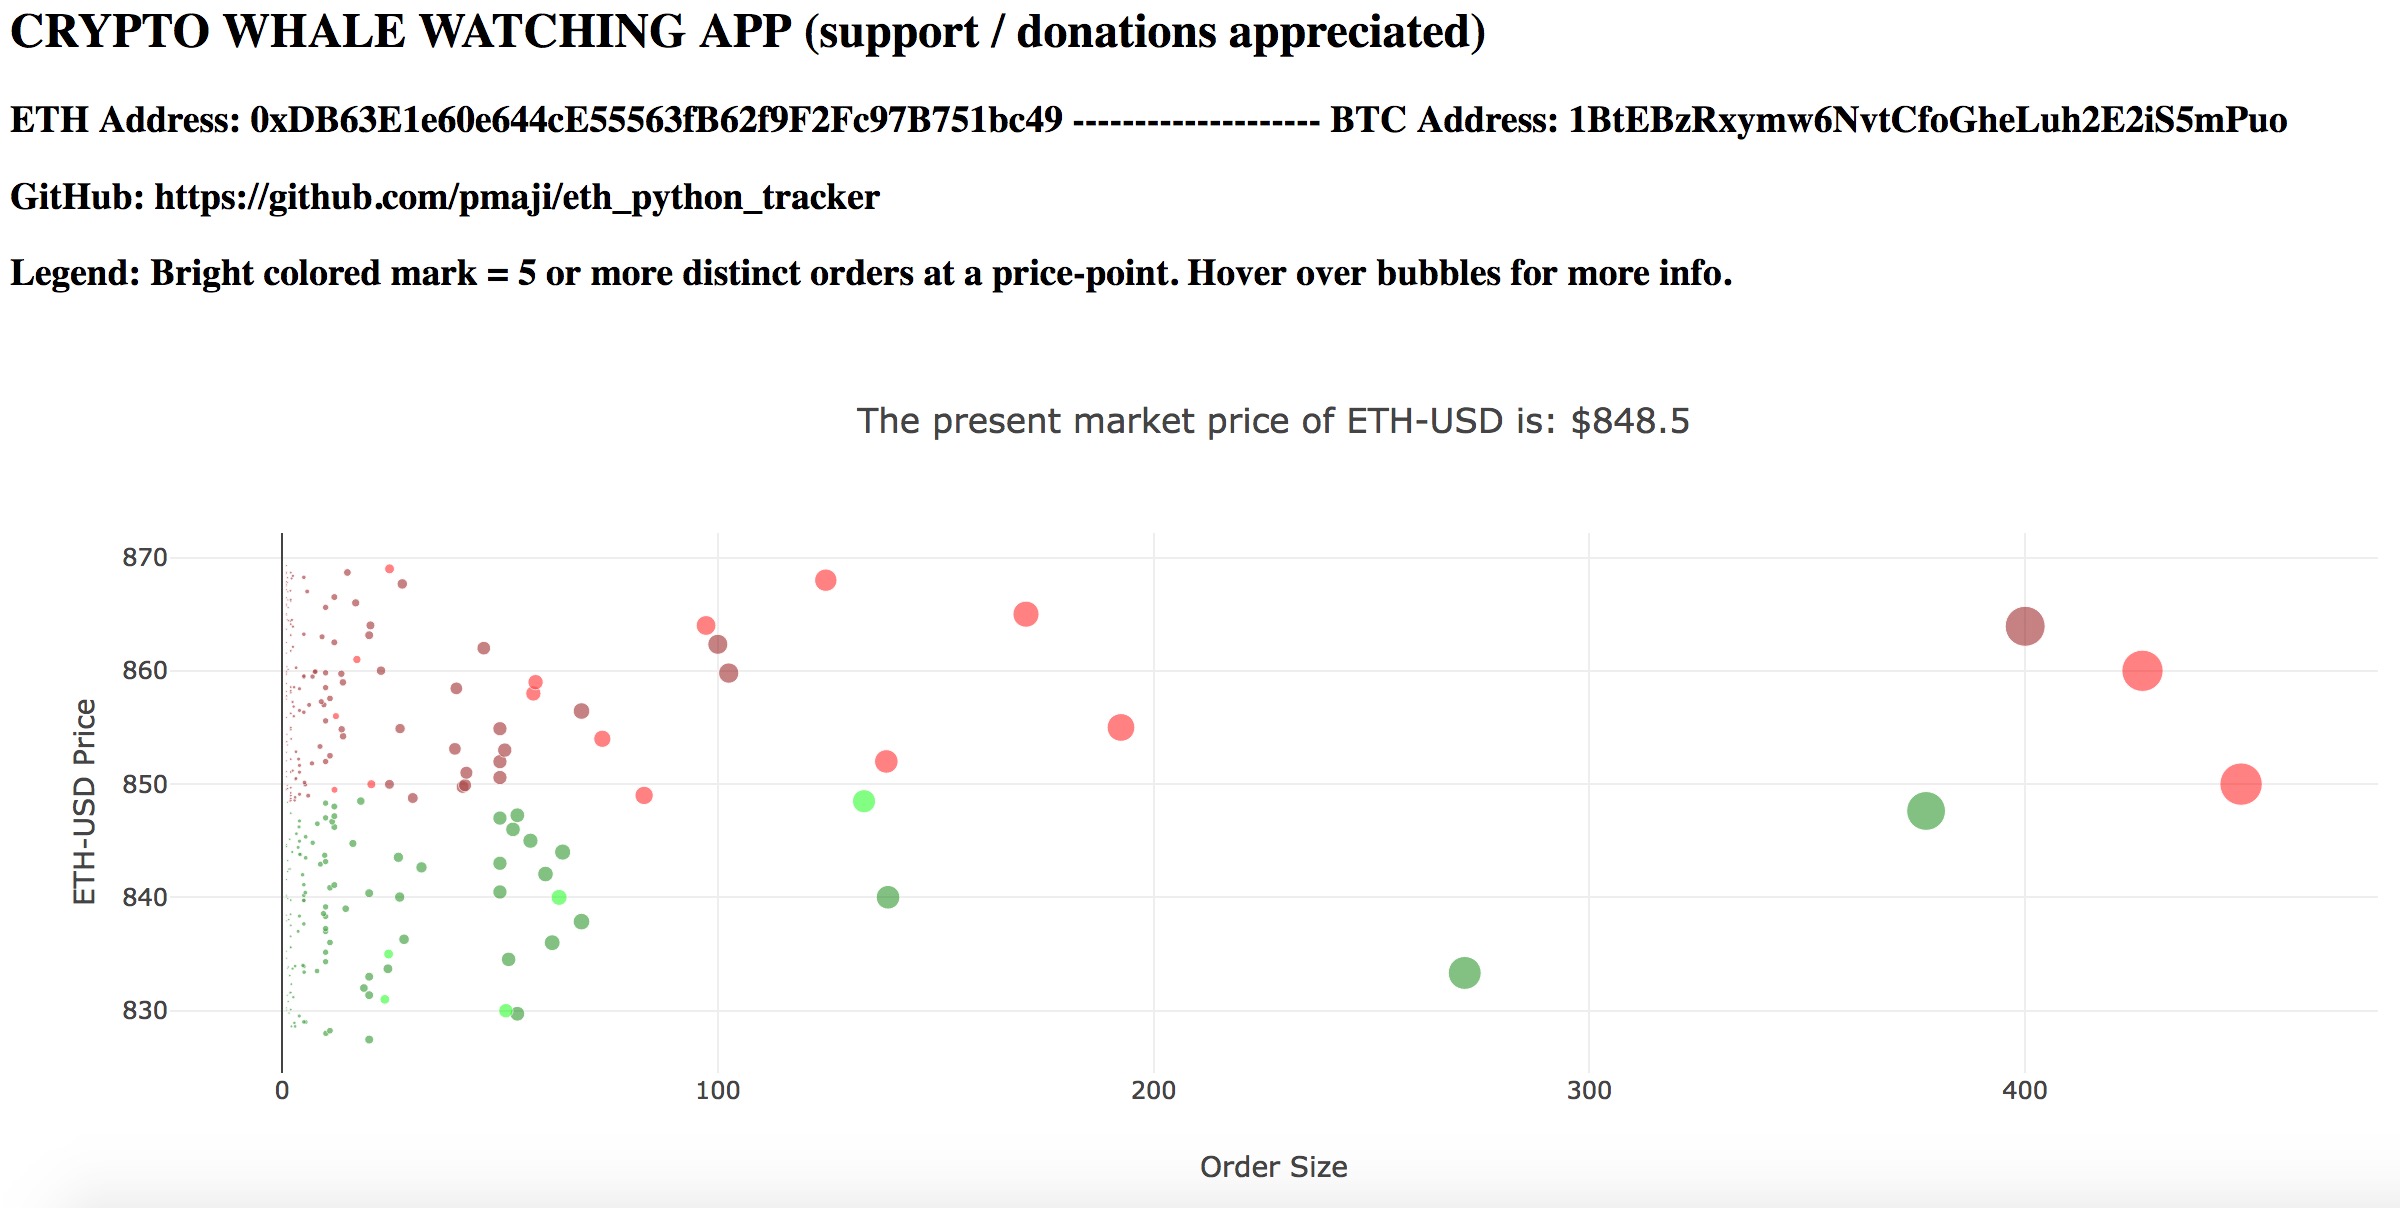 CRYPTO WHALE WATCHING APP (support / donations appreciated)
ETH Address: 0xDB63E1e60e644cE55563fB62f9F2Fc97B751bc49 -------------------- BTC Address: 1BtEBzRxymw6NvtCfoGheLuh2E2iS5mPuo
GitHub: https://github.com/pmaji/eth_python_tracker
Legend: Bright colored mark = 5 or more distinct orders at a price-point. Hover over bubbles for more info.
The present market price of ETH-USD is: $848.5
ETH-USD Price
870
860
850
840
830
0 100 200 300 400
Order Size